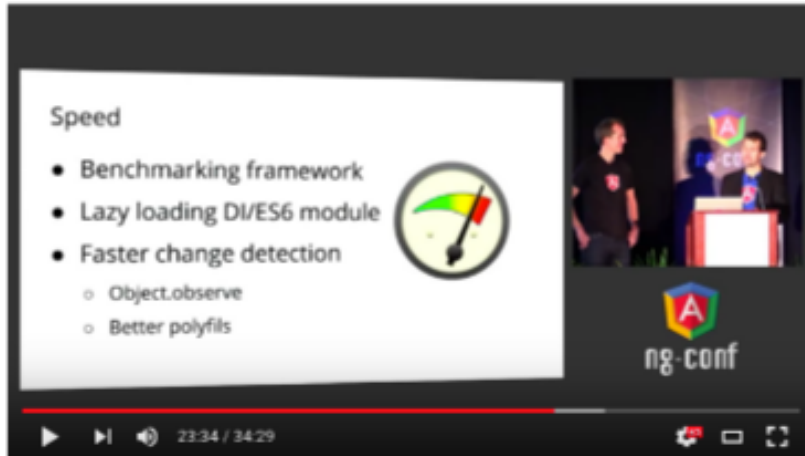 Speed
● Benchmarking framework
● Lazy loading DI/ES6 module
● Faster change detection
○ Object.observe
○ Better polyfils
A
ng-conf
23:34 / 34:29